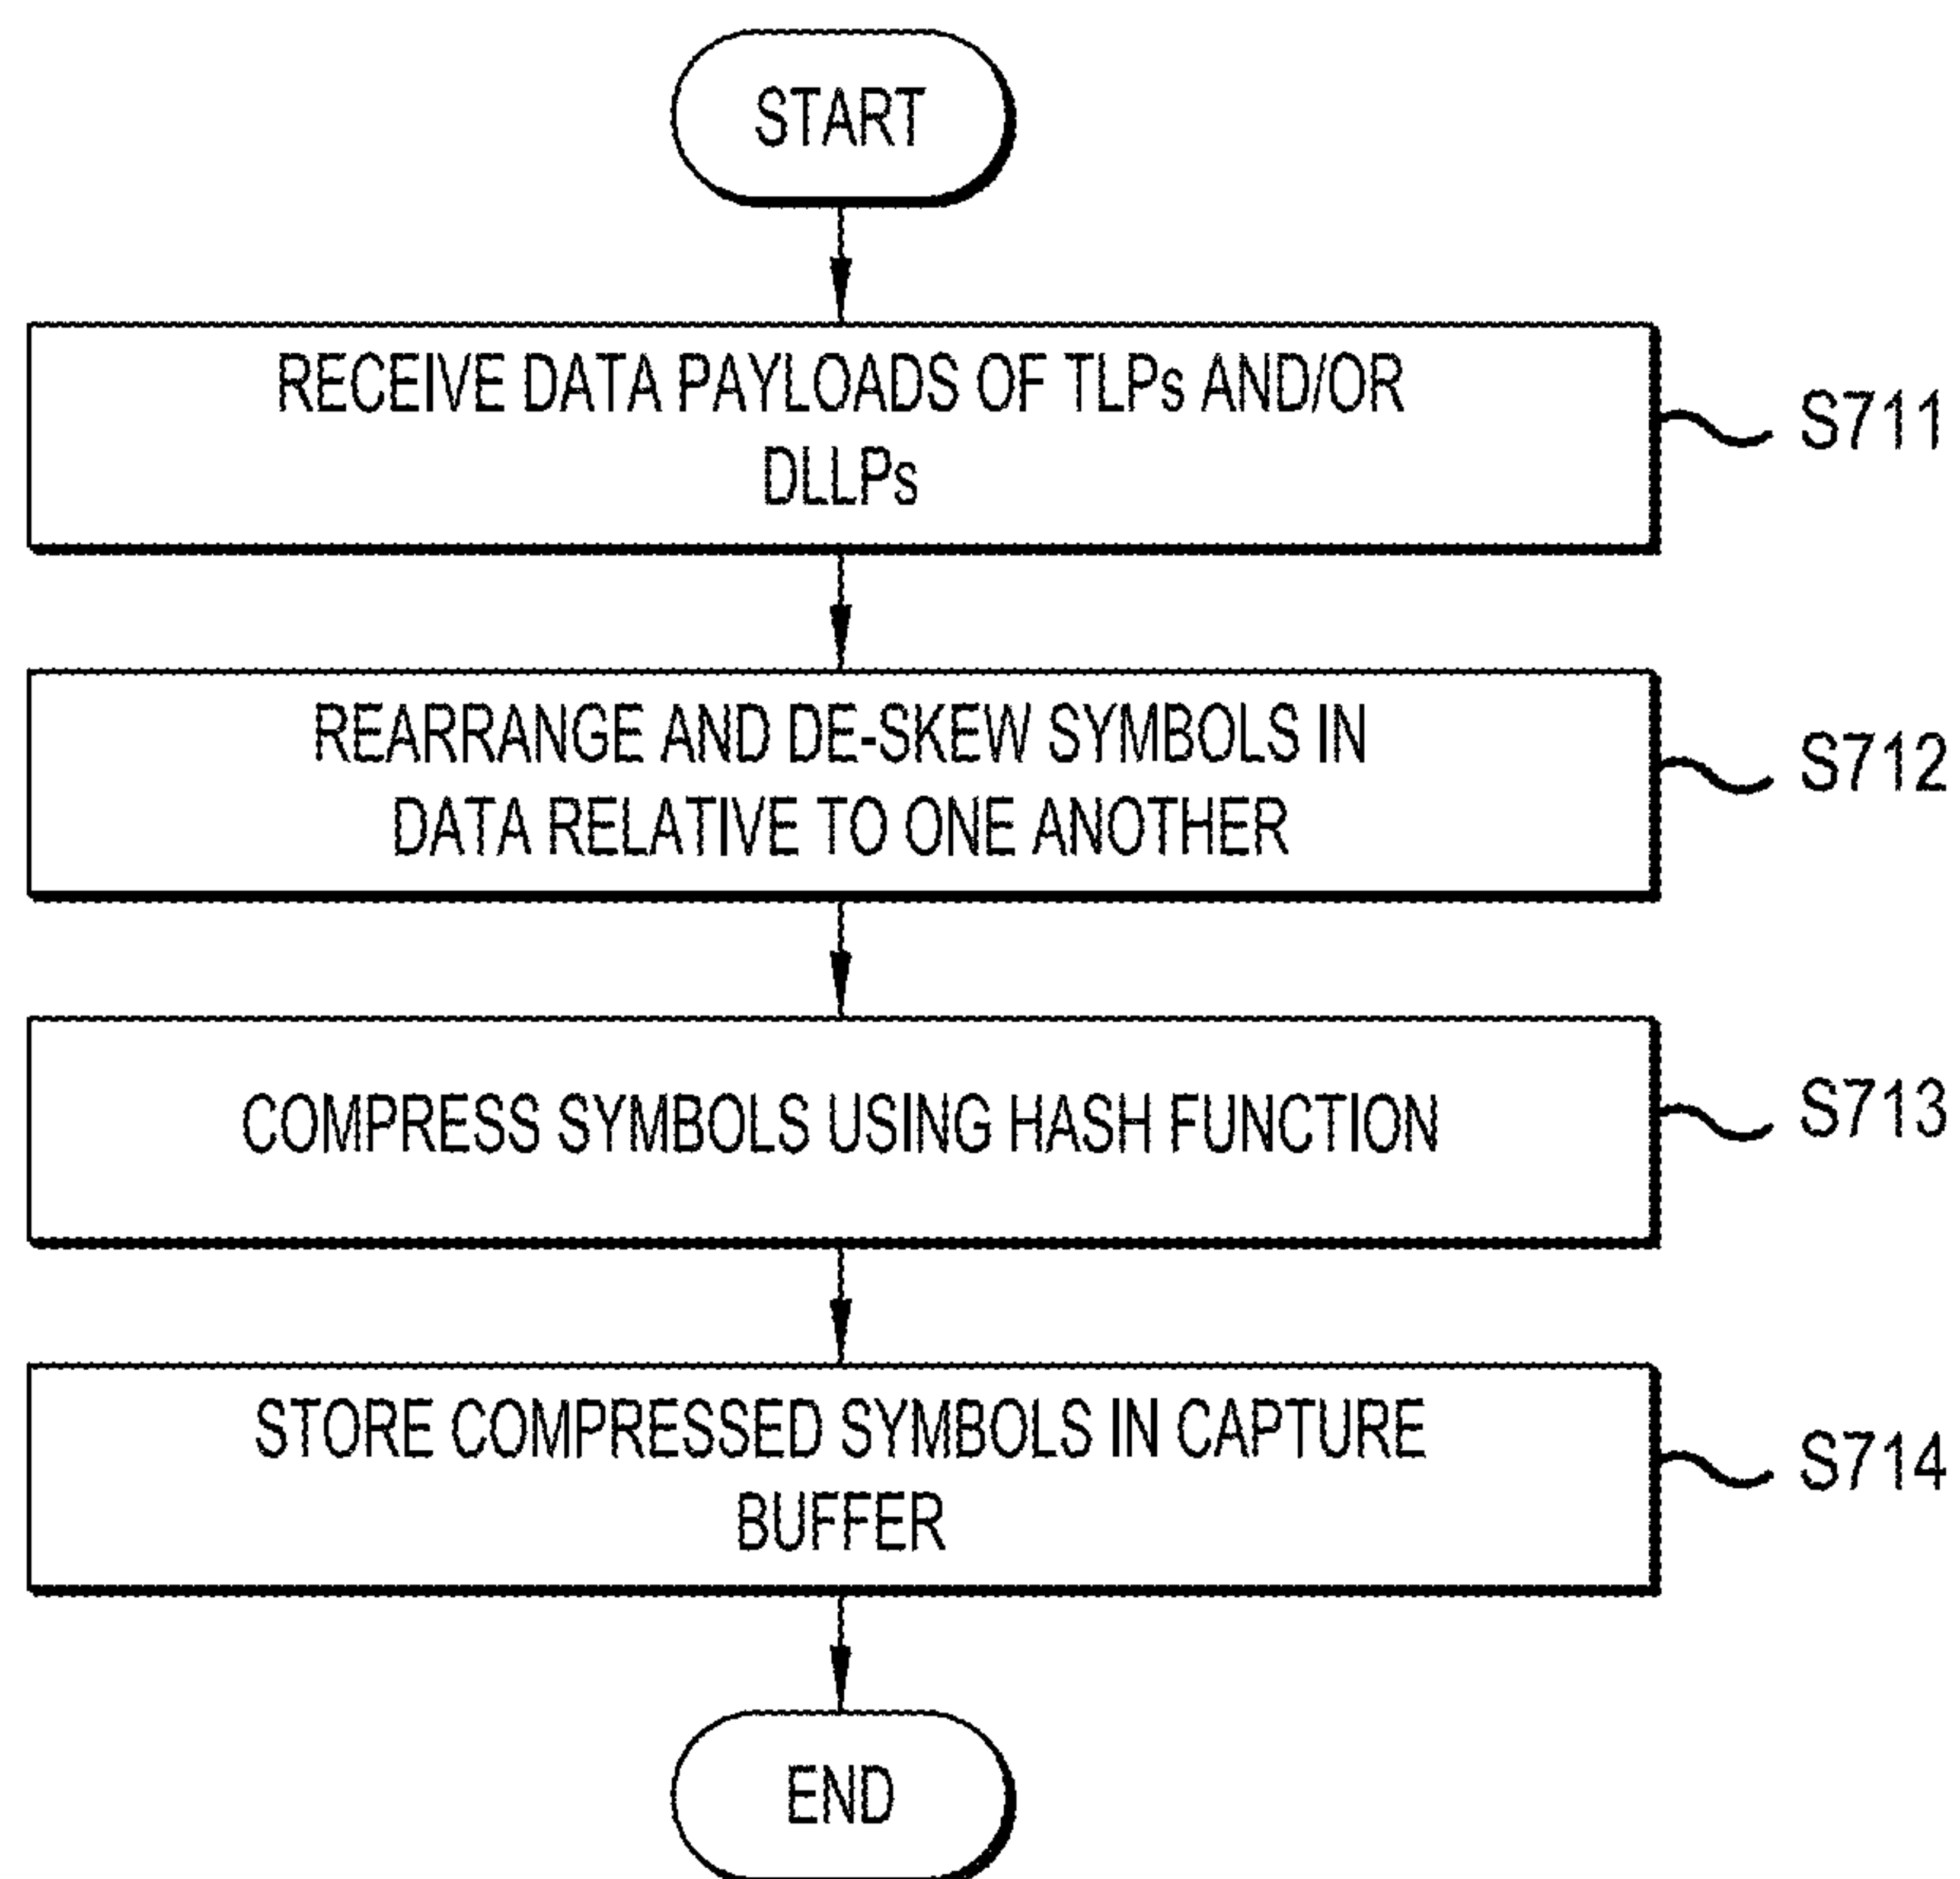 START
RECEIVE DATA PAYLOADS OF TLPs AND/OR
DLLPs
S711
REARRANGE AND DE-SKEW SYMBOLS IN
DATA RELATIVE TO ONE ANOTHER
S712
COMPRESS SYMBOLS USING HASH FUNCTION
S713
STORE COMPRESSED SYMBOLS IN CAPTURE
BUFFER
S714
END